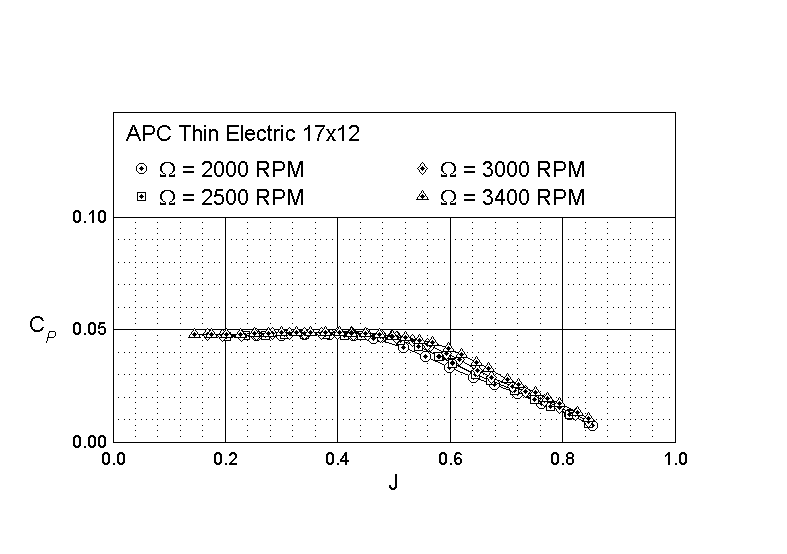 APC Thin Electric 17x12
Ω = 2000 RPM
Ω = 3000 RPM
Ω = 2500 RPM
Ω = 3400 RPM
0.10
0.05
0.00
CP
0.0 0.2 0.4 0.6 0.8 1.0
J